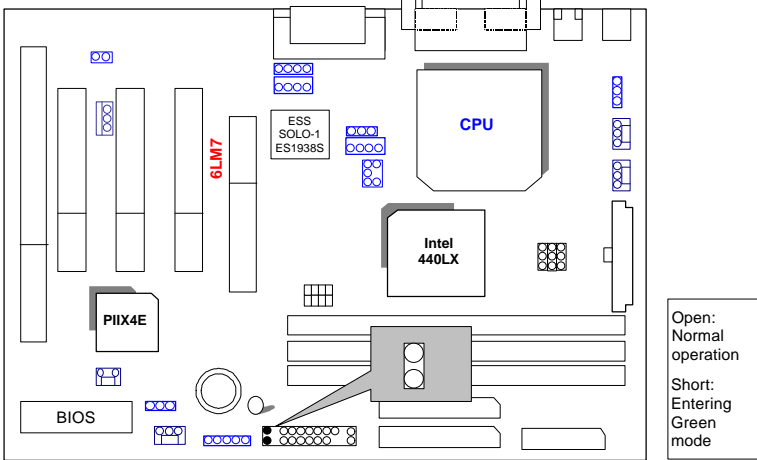 ESS
SOLO-1
ES1938S
CPU
6LM7
Intel
440LX
PIIX4E
BIOS
Open:
Normal
operation
Short:
Entering
Green
mode